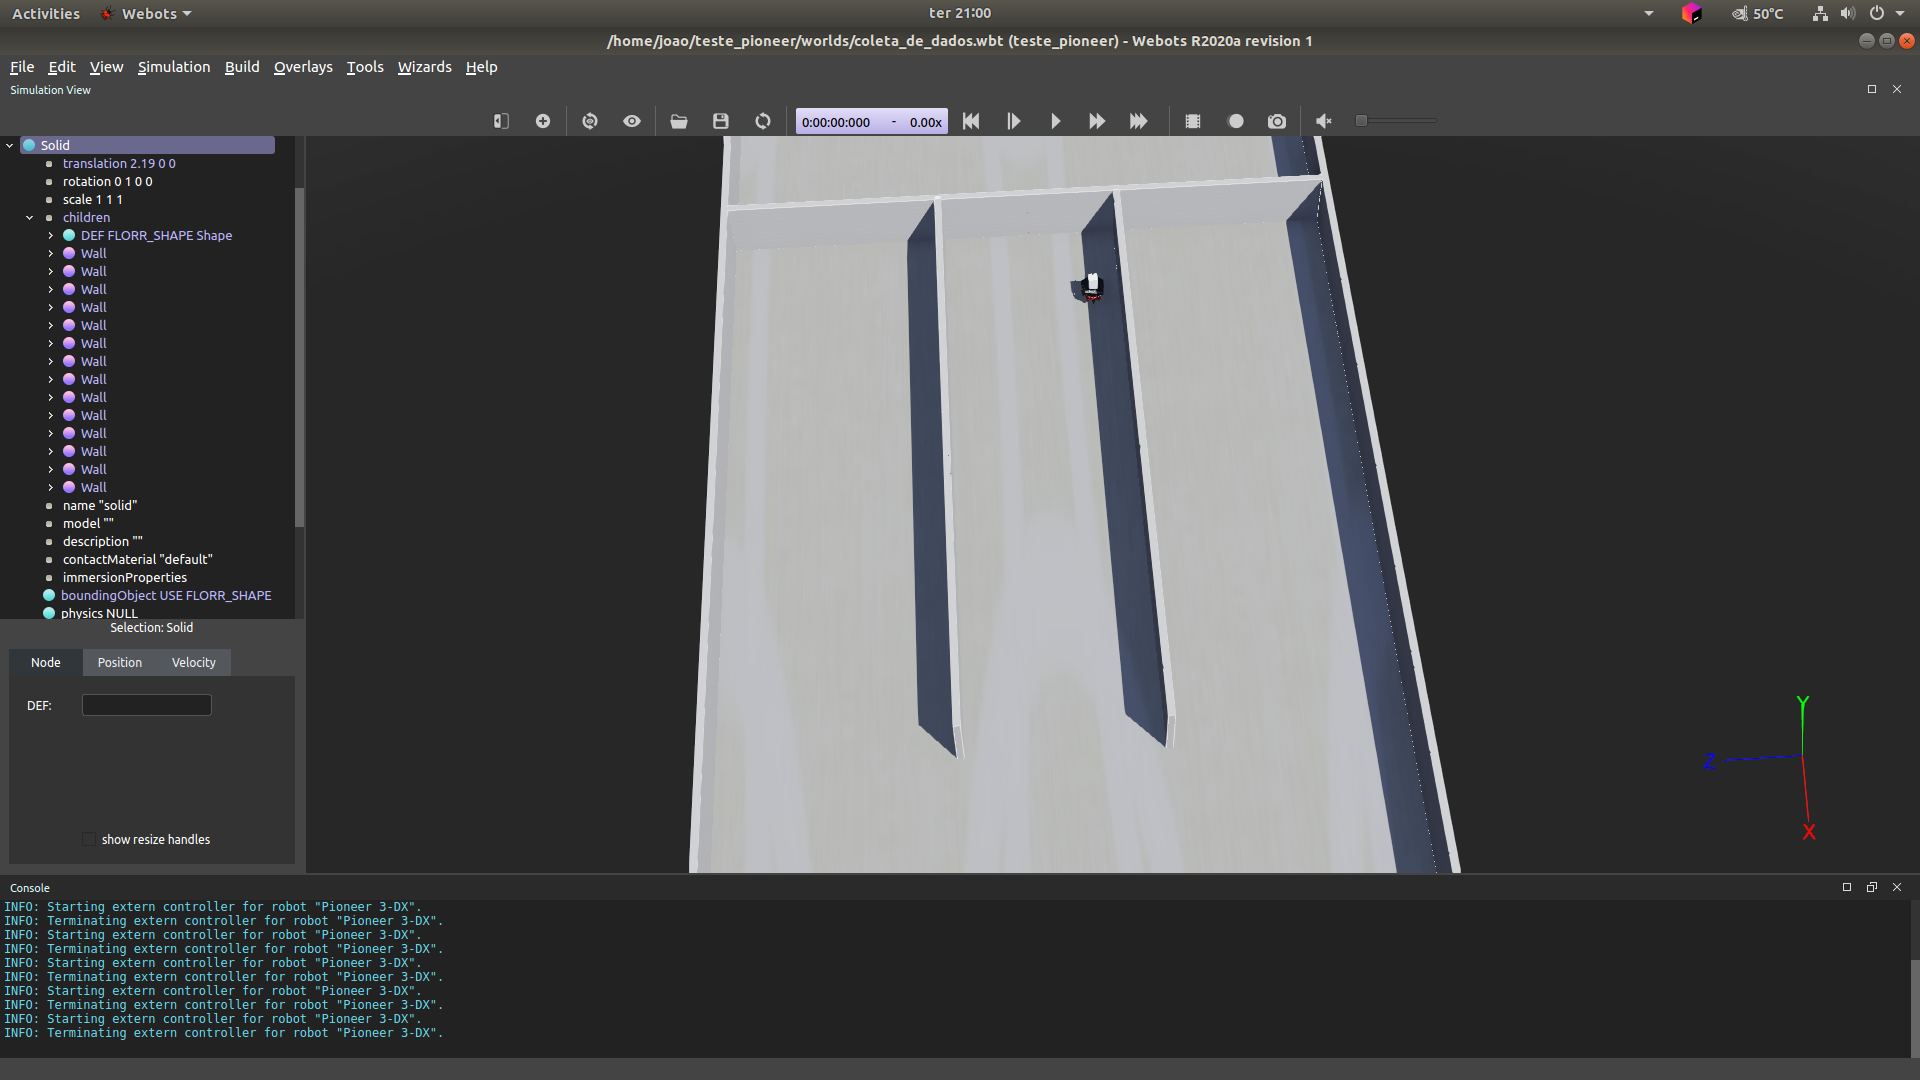 Activities Webots ter 21:00 50°C
/home/joao/teste_pioneer/worlds/coleta_de_dados.wbt (teste_pioneer) - Webots R2020a revision 1
File Edit View Simulation Build Overlays Tools Wizards Help
Simulation View
0:00:00:000 - 0.00x
Solid
translation 2.19 0 0
rotation 0 1 0 0
scale 1 1 1
children
DEF FLORR_SHAPE Shape
Wall
Wall
Wall
Wall
Wall
Wall
Wall
Wall
Wall
Wall
Wall
Wall
Wall
Wall
name "solid"
model ""
description ""
contactMaterial "default"
immersionProperties
boundingObject USE FLORR_SHAPE
physics NULL
Selection: Solid
Node Position Velocity
DEF:
show resize handles
Y
Z
X
Console
INFO: Starting extern controller for robot "Pioneer 3-DX".
INFO: Terminating extern controller for robot "Pioneer 3-DX".
INFO: Starting extern controller for robot "Pioneer 3-DX".
INFO: Terminating extern controller for robot "Pioneer 3-DX".
INFO: Starting extern controller for robot "Pioneer 3-DX".
INFO: Terminating extern controller for robot "Pioneer 3-DX".
INFO: Starting extern controller for robot "Pioneer 3-DX".
INFO: Terminating extern controller for robot "Pioneer 3-DX".
INFO: Starting extern controller for robot "Pioneer 3-DX".
INFO: Terminating extern controller for robot "Pioneer 3-DX".